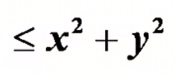 ≤ x² + y²